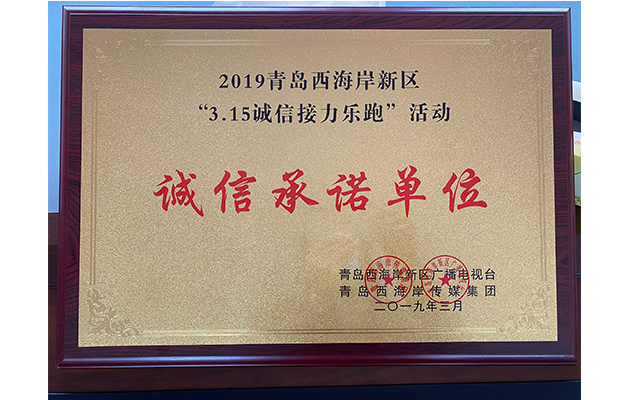 2019青岛西海岸新区
“3.15诚信接力乐跑”活动
诚信承诺单位
青岛西海岸新区广播电视台
青岛西海岸传媒集团
二〇一九年三月